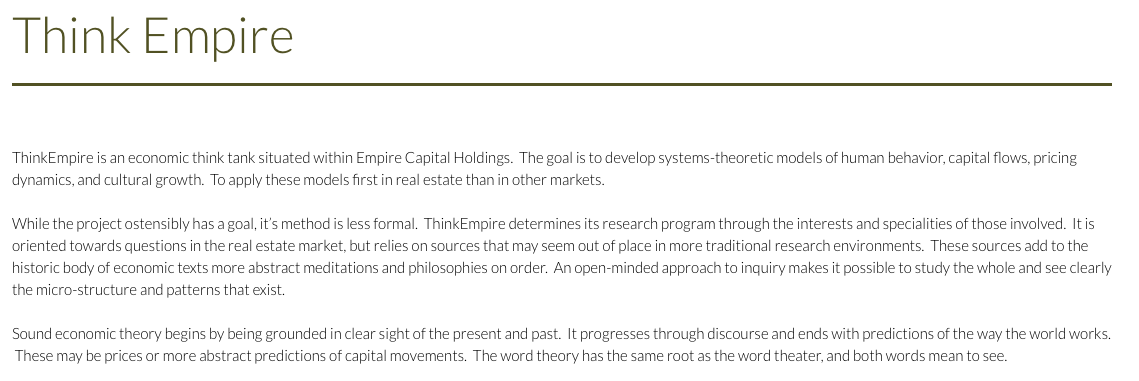 Think Empire
ThinkEmpire is an economic think tank situated within Empire Capital Holdings.  The goal is to develop systems-theoretic models of human behavior, capital flows, pricing
dynamics, and cultural growth.  To apply these models first in real estate than in other markets.
While the project ostensibly has a goal, it’s method is less formal.  ThinkEmpire determines its research program through the interests and specialities of those involved.  It is
oriented towards questions in the real estate market, but relies on sources that may seem out of place in more traditional research environments.  These sources add to the
historic body of economic texts more abstract meditations and philosophies on order.  An open-minded approach to inquiry makes it possible to study the whole and see clearly
the micro-structure and patterns that exist.
Sound economic theory begins by being grounded in clear sight of the present and past.  It progresses through discourse and ends with predictions of the way the world works.
These may be prices or more abstract predictions of capital movements.  The word theory has the same root as the word theater, and both words mean to see.